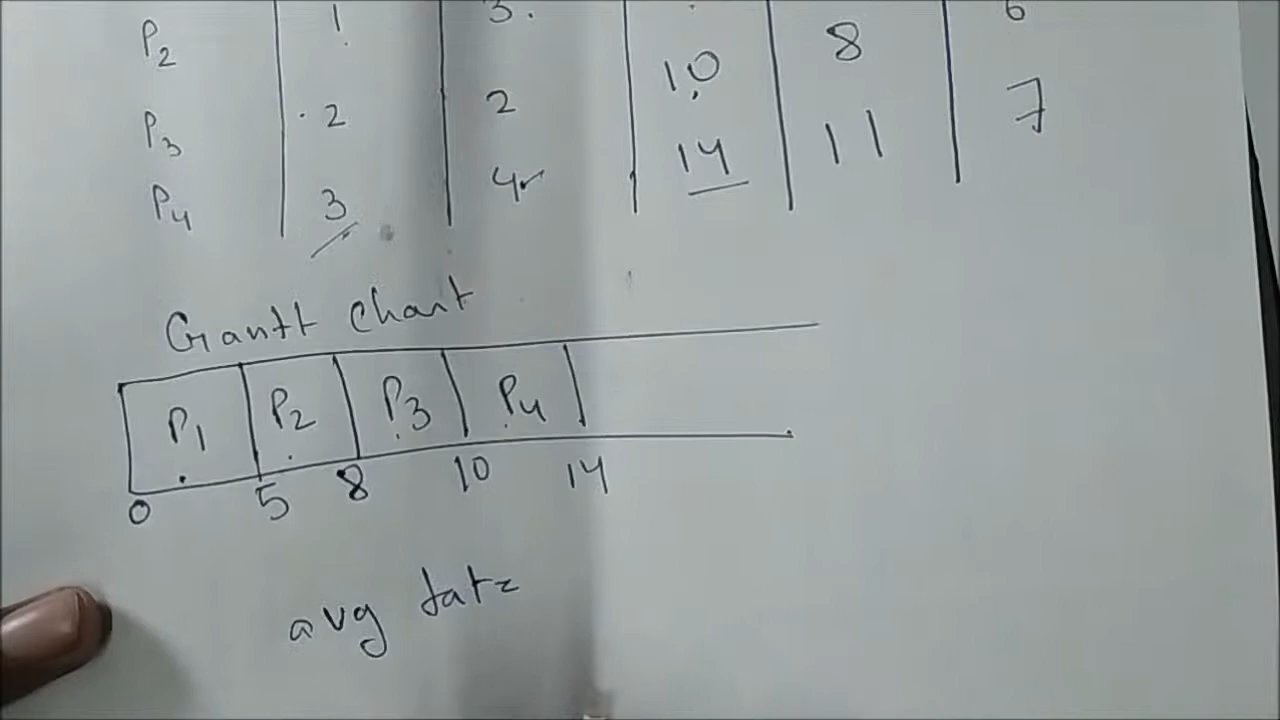 P2 1 3. 8 6
P3 2 2 10 11 7
P4 3 4 14
Gantt Chart
P1 P2 P3 P4
0 5 8 10 14
avg tat=